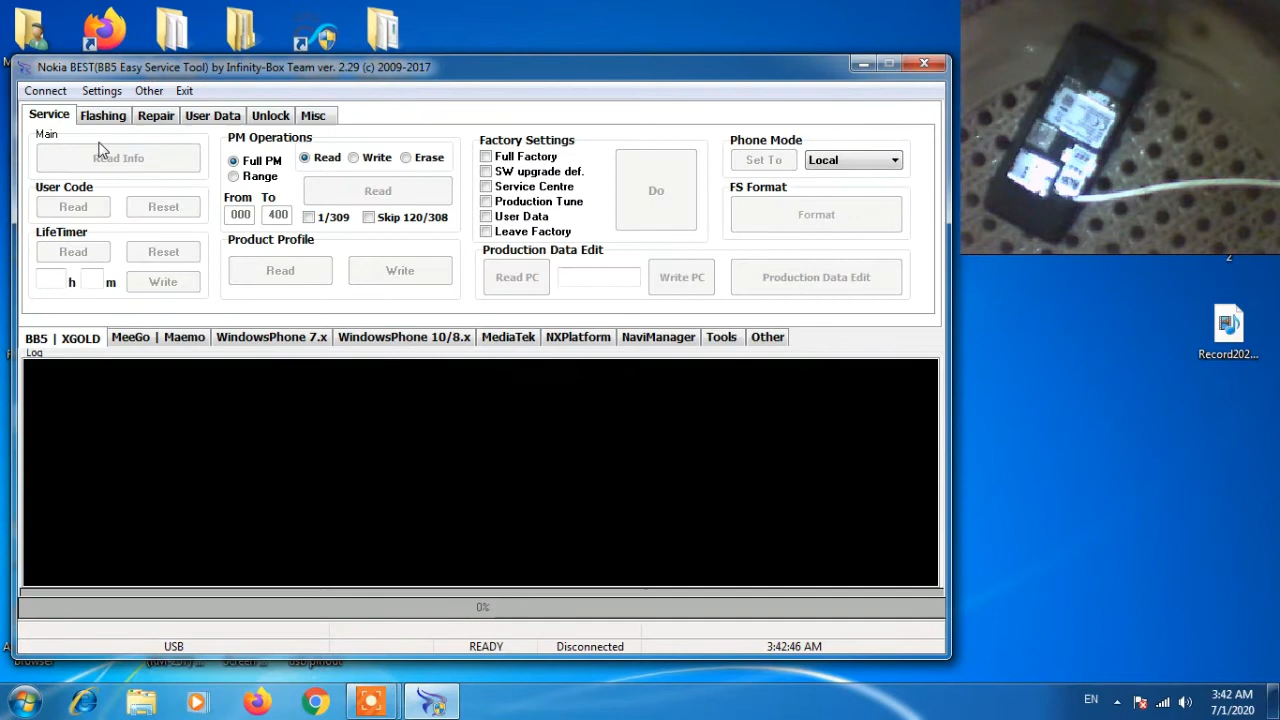 Nokia BEST(BB5 Easy Service Tool) by Infinity-Box Team ver. 2.29 (c) 2009-2017
Connect Settings Other Exit
Service Flashing Repair User Data Unlock Misc
Main
Read Info
User Code
Read Reset
LifeTimer
Read Reset
h m Write
PM Operations
Full PM Read Write Erase
Range
From To Read
000 400 1/309 Skip 120/308
Product Profile
Read Write
Factory Settings
Full Factory
SW upgrade def.
Service Centre
Production Tune
User Data
Leave Factory
Do
Phone Mode
Set To Local
FS Format
Format
Production Data Edit
Read PC Write PC Production Data Edit
BB5 | XGOLD MeeGo | Maemo WindowsPhone 7.x WindowsPhone 10/8.x MediaTek NXPlatform NaviManager Tools Other
Log
0%
USB READY Disconnected 3:42:46 AM
2
Record202...
browser
EN
3:42 AM
7/1/2020